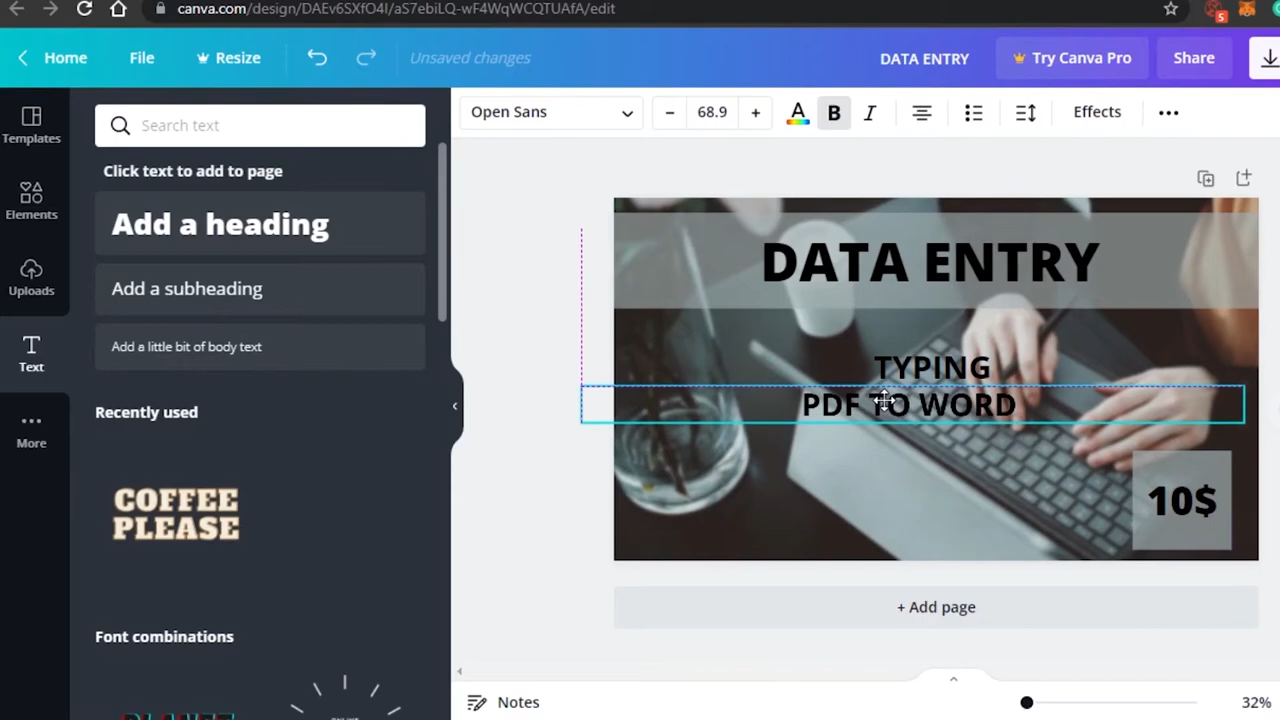 canva.com/design/DAEv6SXfO4I/aS7ebiLQ-wF4WqWCQTUAfA/edit
5
Home
File
Resize
Unsaved changes
DATA ENTRY
Try Canva Pro
Share
Templates
Elements
Uploads
Text
More
Search text
Click text to add to page
Add a heading
Add a subheading
Add a little bit of body text
Recently used
COFFEE
PLEASE
Font combinations
Open Sans
68.9
A
B
I
Effects
DATA ENTRY
TYPING
PDF TO WORD
10$
+ Add page
Notes
32%